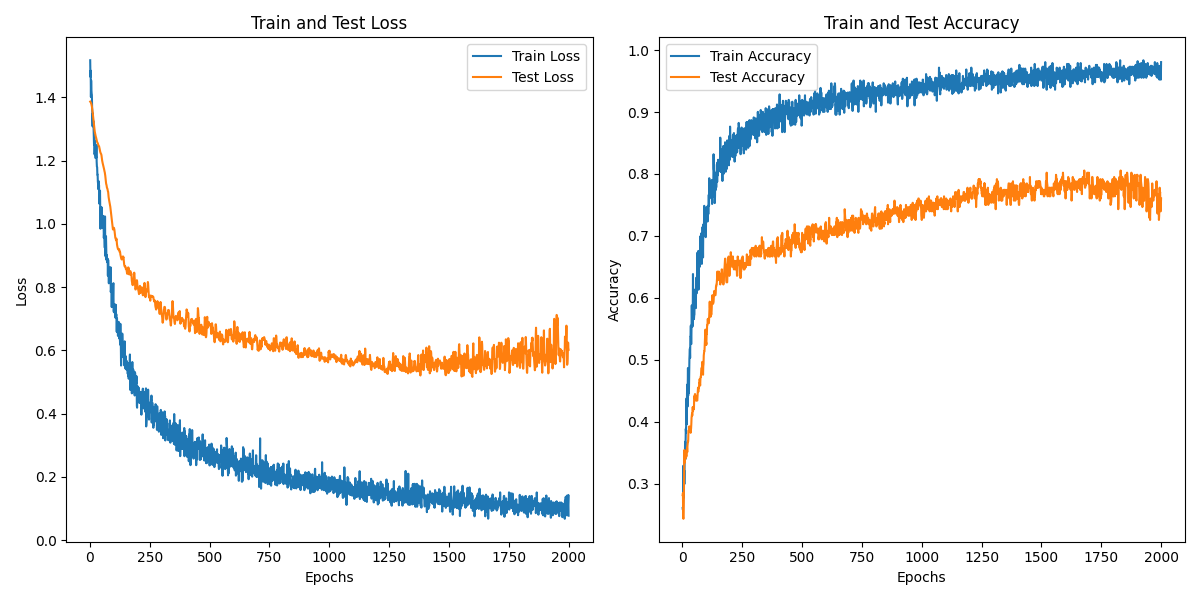 Train and Test Loss
Train Loss
Test Loss
Loss
1.4
1.2
1.0
0.8
0.6
0.4
0.2
0.0
0 250 500 750 1000 1250 1500 1750 2000
Epochs
Train and Test Accuracy
Train Accuracy
Test Accuracy
Accuracy
1.0
0.9
0.8
0.7
0.6
0.5
0.4
0.3
0 250 500 750 1000 1250 1500 1750 2000
Epochs